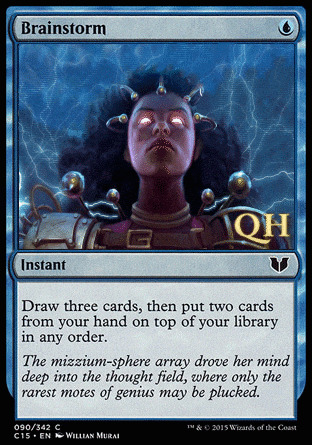 Brainstorm
QH
Instant
Draw three cards, then put two cards
from your hand on top of your library
in any order.
The mizzium-sphere array drove her mind
deep into the thought field, where only the
rarest motes of genius may be plucked.
090/342 C
C15 • EN Willian Murai
™ & © 2015 Wizards of the Coast